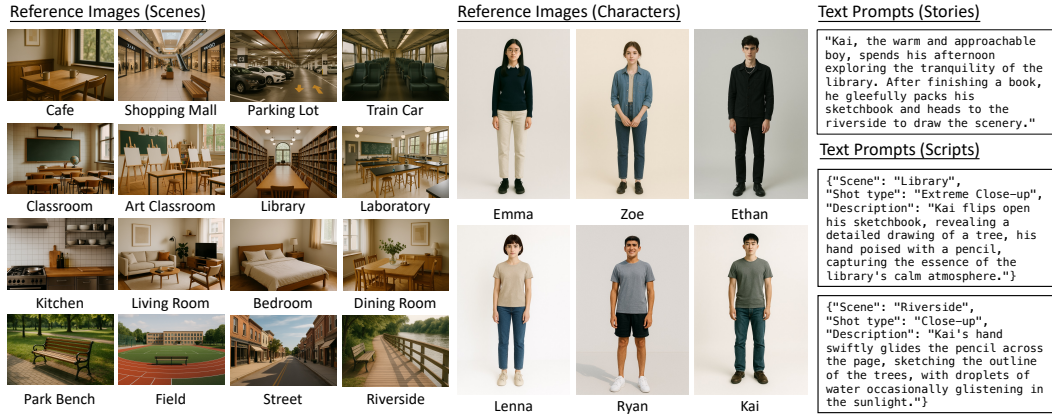 Reference Images (Scenes)
Cafe
Shopping Mall
Parking Lot
Train Car
Classroom
Art Classroom
Library
Laboratory
Kitchen
Living Room
Bedroom
Dining Room
Park Bench
Field
Street
Riverside
Reference Images (Characters)
Emma
Zoe
Ethan
Lenna
Ryan
Kai
Text Prompts (Stories)
"Kai, the warm and approachable
boy, spends his afternoon
exploring the tranquility of the
library. After finishing a book,
he gleefully packs his
sketchbook and heads to the
riverside to draw the scenery."
Text Prompts (Scripts)
{"Scene": "Library",
"Shot type": "Extreme Close-up",
"Description": "Kai flips open
his sketchbook, revealing a
detailed drawing of a tree, his
hand poised with a pencil,
capturing the essence of the
library's calm atmosphere."}
{"Scene": "Riverside",
"Shot type": "Close-up",
"Description": "Kai's hand
swiftly glides the pencil across
the page, sketching the outline
of the trees, with droplets of
water occasionally glistening in
the sunlight."}